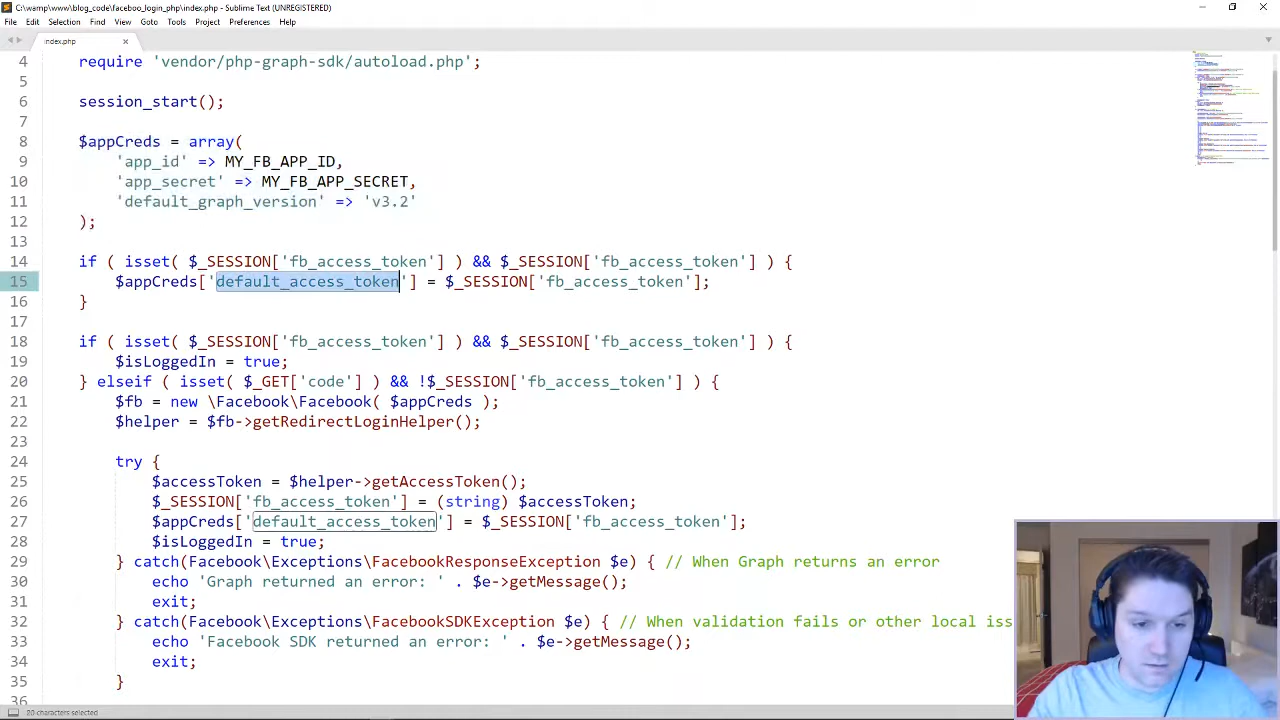 C:\wamp\www\blog_code\faceboo_login_php\index.php - Sublime Text (UNREGISTERED)
File Edit Selection Find View Goto Tools Project Preferences Help
index.php
4 require 'vendor/php-graph-sdk/autoload.php';
5
6 session_start();
7
8 $appCreds = array(
9 'app_id' => MY_FB_APP_ID,
10 'app_secret' => MY_FB_APP_SECRET,
11 'default_graph_version' => 'v3.2'
12 );
13
14 if ( isset( $_SESSION['fb_access_token'] ) && $_SESSION['fb_access_token'] ) {
15 $appCreds['default_access_token'] = $_SESSION['fb_access_token'];
16 }
17
18 if ( isset( $_SESSION['fb_access_token'] ) && $_SESSION['fb_access_token'] ) {
19 $isLoggedIn = true;
20 } elseif ( isset( $_GET['code'] ) && !$_SESSION['fb_access_token'] ) {
21 $fb = new \Facebook\Facebook( $appCreds );
22 $helper = $fb->getRedirectLoginHelper();
23
24 try {
25 $accessToken = $helper->getAccessToken();
26 $_SESSION['fb_access_token'] = (string) $accessToken;
27 $appCreds['default_access_token'] = $_SESSION['fb_access_token'];
28 $isLoggedIn = true;
29 } catch(Facebook\Exceptions\FacebookResponseException $e) { // When Graph returns an error
30 echo 'Graph returned an error: ' . $e->getMessage();
31 exit;
32 } catch(Facebook\Exceptions\FacebookSDKException $e) { // When validation fails or other local iss
33 echo 'Facebook SDK returned an error: ' . $e->getMessage();
34 exit;
35 }
36
20 characters selected